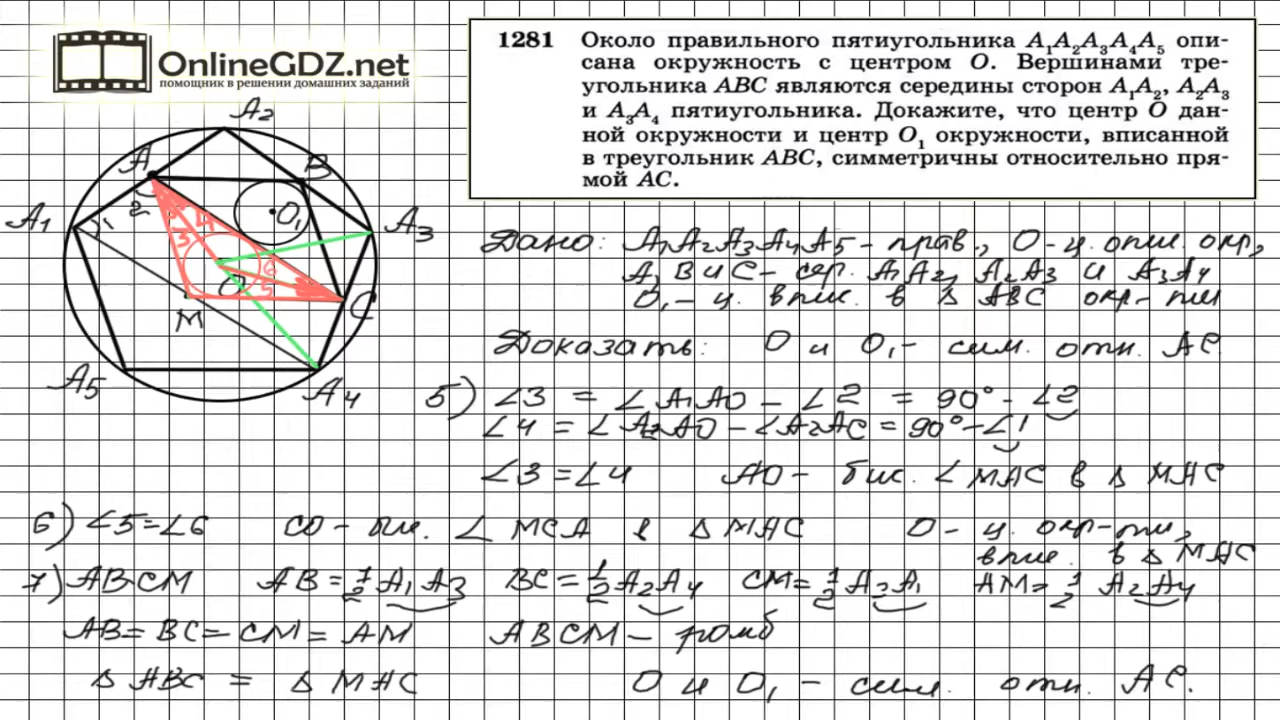 OnlineGDZ.net
помощник в решении домашних заданий
1281 Около правильного пятиугольника A₁A₂A₃A₄A₅ опи-
сана окружность с центром O. Вершинами тре-
угольника ABC являются середины сторон A₁A₂, A₂A₃
и A₃A₄ пятиугольника. Докажите, что центр O дан-
ной окружности и центр O₁ окружности, вписанной
в треугольник ABC, симметричны относительно пря-
мой AC.
A₂
A
B
A₁
1
2
3
4
O₁
A₃
6
5
O
M
C
A₅
A₄
Дано: A₁A₂A₃A₄A₅ - прав., O - ц. опис. окр,
A, B и C - сер. A₁A₂, A₂A₃ и A₃A₄
O₁ - ц. впис. в Δ ABC окр-ти
Доказать: O и O₁ - сим. отн. AC.
5) ∠3 = ∠A₁AO - ∠2 = 90° - ∠2
∠4 = ∠A₂AO - ∠A₂AC = 90° - ∠1
∠3 = ∠4 AO - бис. ∠MAC в Δ MAC
6) ∠5 = ∠6 CO - бис. ∠MCA в Δ MAC O - ц. окр-ти,
впис. в Δ MAC
7) ABCM AB = ½ A₁A₃ BC = ½ A₂A₄ CM = ½ A₃A₁ AM = ½ A₂A₄
AB = BC = CM = AM ABCM - ромб
Δ ABC = Δ MAC O и O₁ - сим. отн. AC.